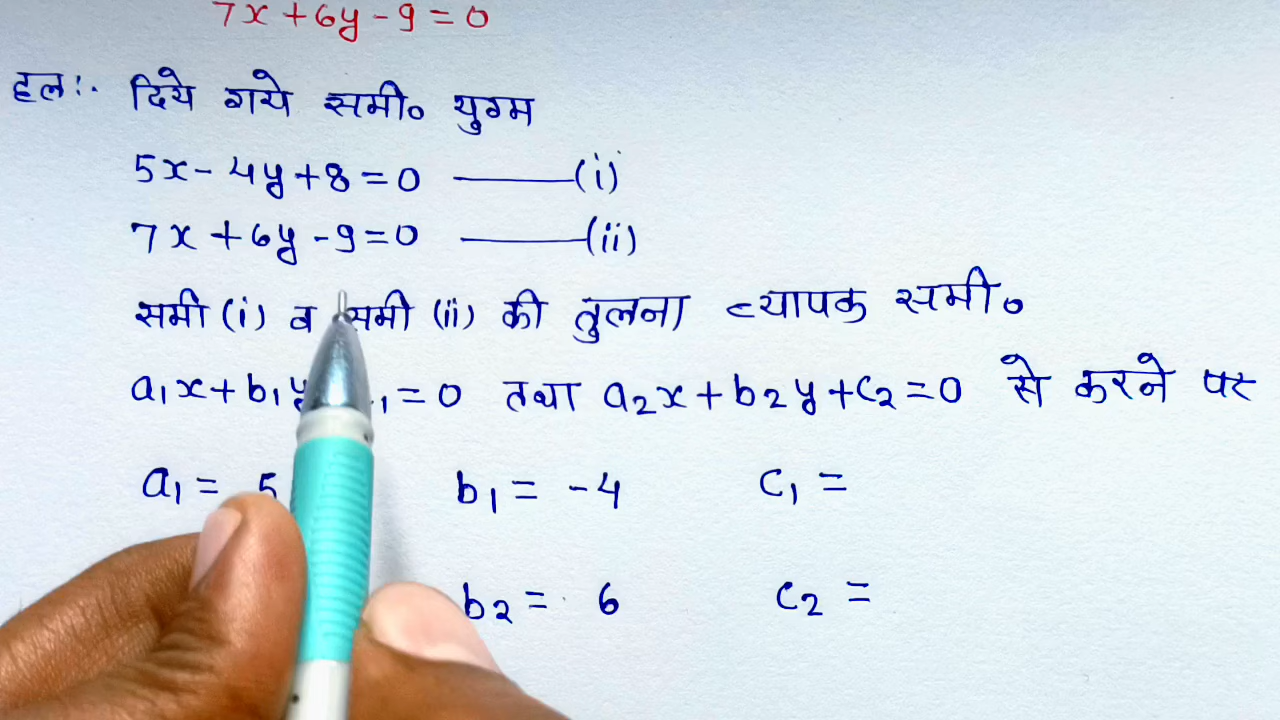 7x+6y-9=0
हलः- दिये गये समी० युग्म
5x-4y+8=0 ——(i)
7x+6y-9=0 ——(ii)
समी (i) व समी (ii) की तुलना व्यापक समी०
a₁x+b₁y ₁=0 तथा a₂x+b₂y+c₂=0 से करने पर
a₁= 5 b₁= -4 c₁=
b₂= 6 c₂=